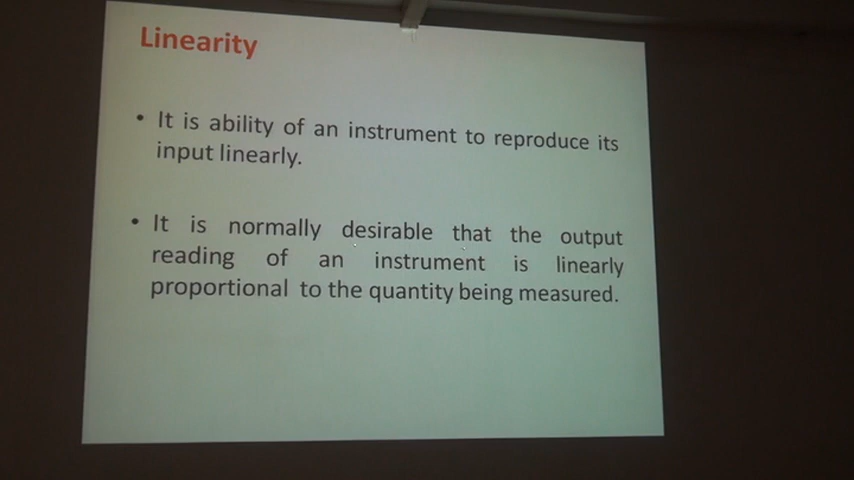 Linearity
• It is ability of an instrument to reproduce its
input linearly.
• It is normally desirable that the output
reading of an instrument is linearly
proportional to the quantity being measured.